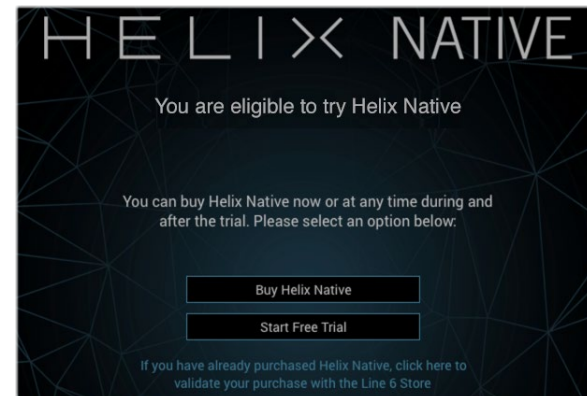 HELIX NATIVE
You are eligible to try Helix Native
You can buy Helix Native now or at any time during and
after the trial. Please select an option below:
Buy Helix Native
Start Free Trial
If you have already purchased Helix Native, click here to
validate your purchase with the Line 6 Store